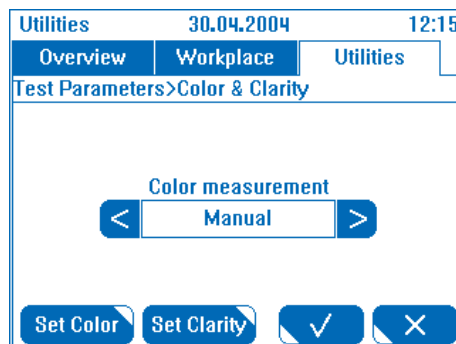 Utilities 30.04.2004 12:15
Overview Workplace Utilities
Test Parameters>Color & Clarity
Color measurement
< Manual >
Set Color Set Clarity ✓ ✕